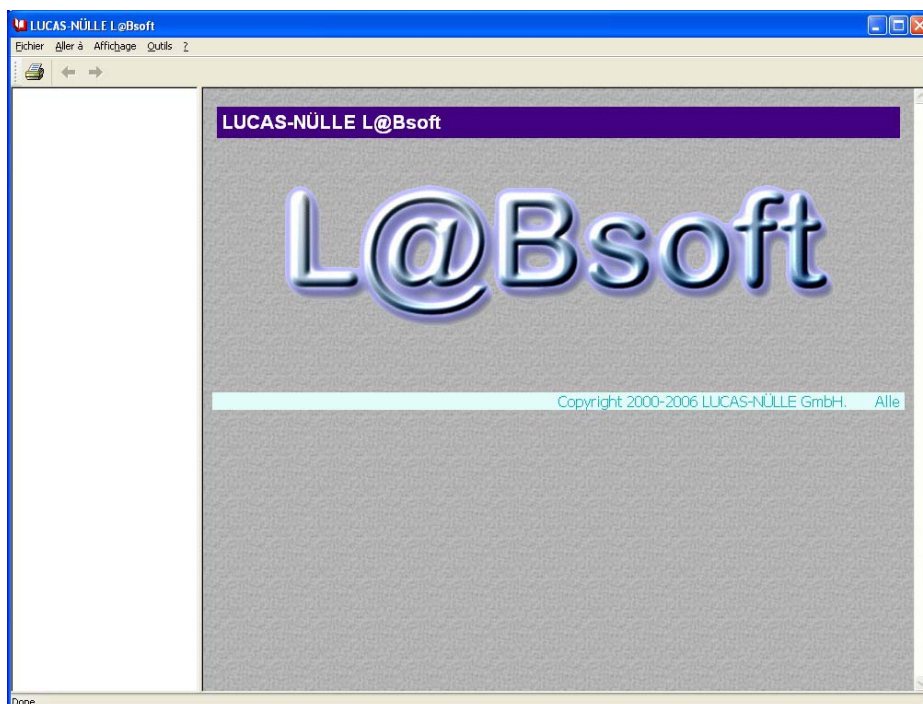 LUCAS-NÜLLE L@Bsoft
Fichier Aller à Affichage Outils ?
LUCAS-NÜLLE L@Bsoft
L@Bsoft
Copyright 2000-2006 LUCAS-NÜLLE GmbH. Alle
Done